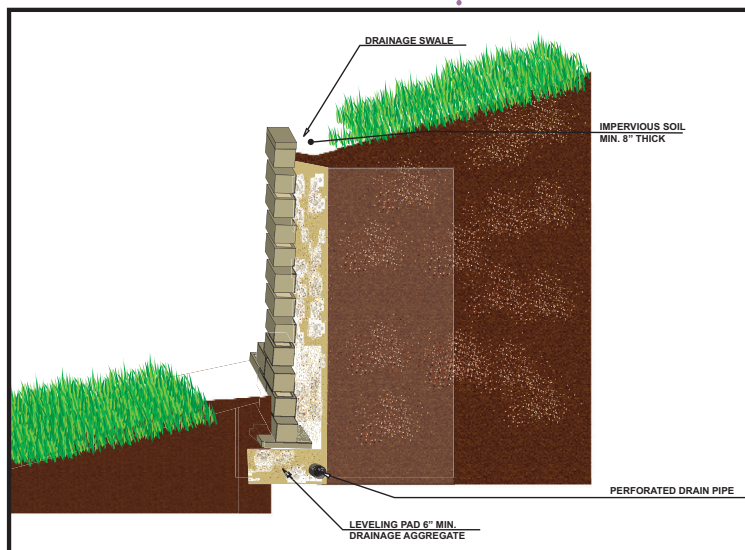 DRAINAGE SWALE
IMPERVIOUS SOIL
MIN. 8” THICK
PERFORATED DRAIN PIPE
LEVELING PAD 6” MIN.
DRAINAGE AGGREGATE